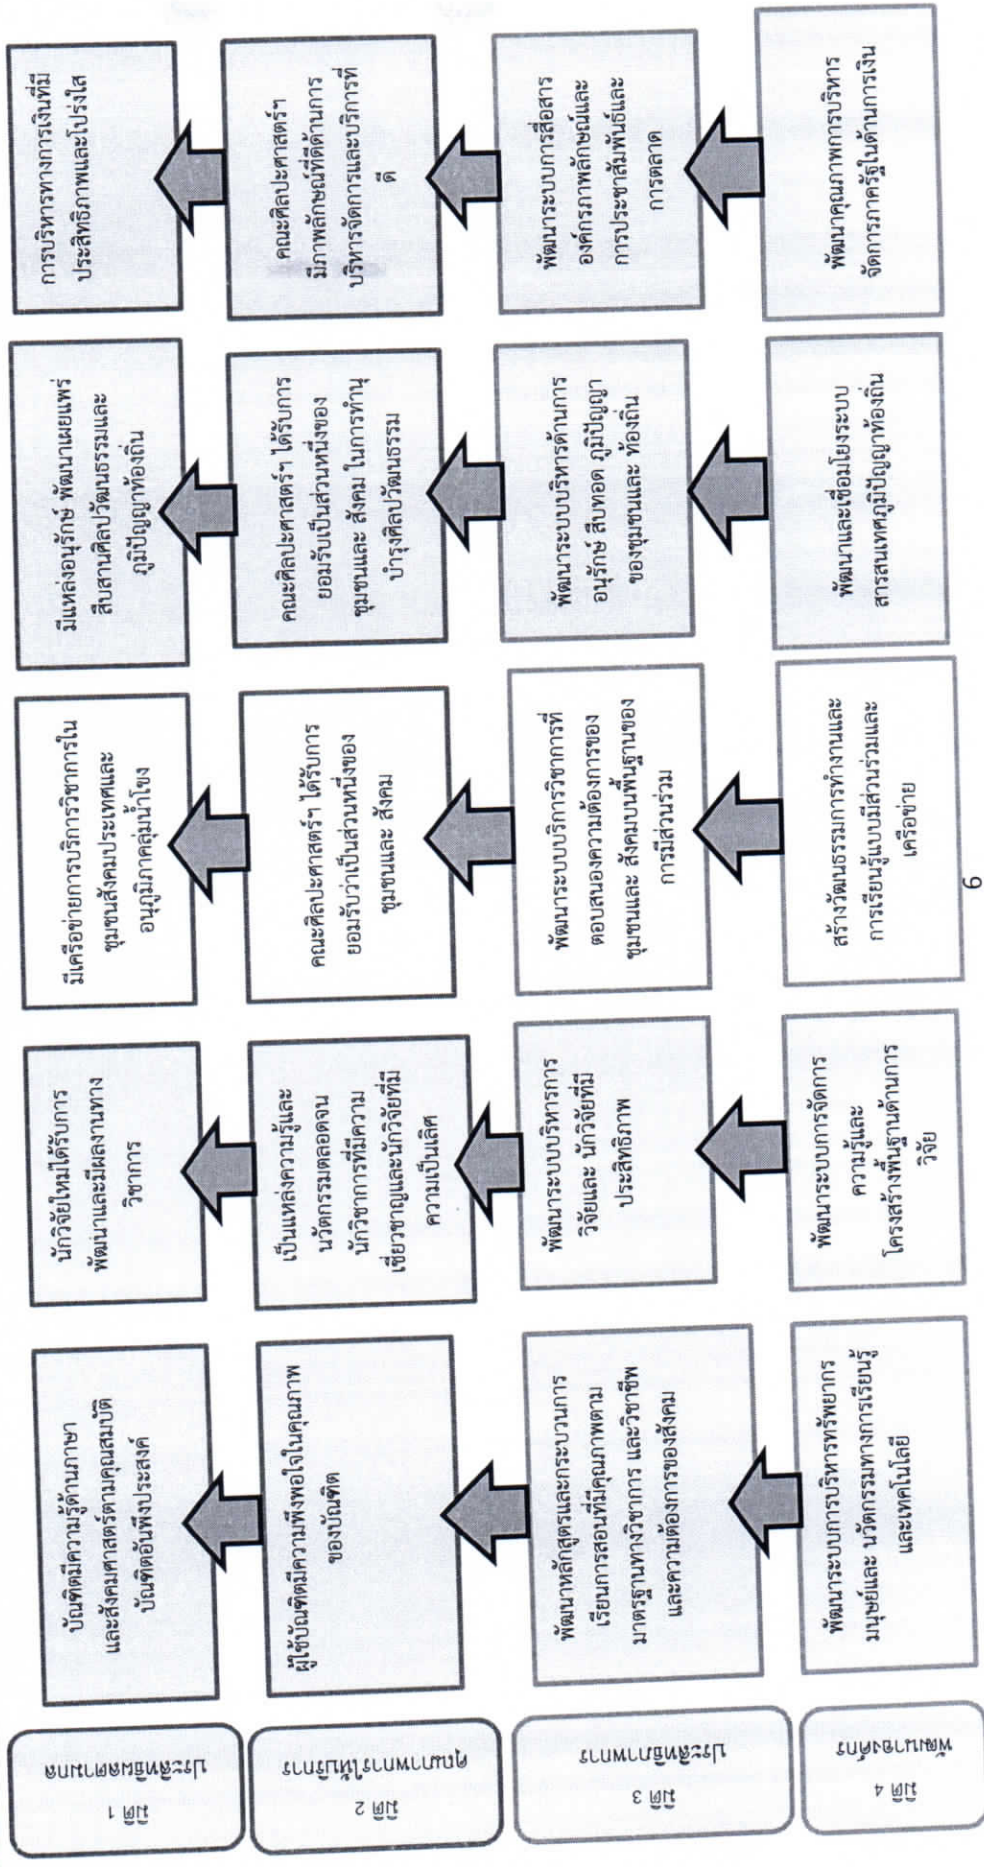 มิติ 1
ประสิทธิผลตามกล
บัณฑิตมีความรู้ด้านภาษา
และสังคมศาสตร์ตามคุณสมบัติ
บัณฑิตอันพึงประสงค์
นักวิจัยใหม่ได้รับการ
พัฒนาและมีผลงานทาง
วิชาการ
มีเครือข่ายการบริการวิชาการใน
ชุมชนสังคมประเทศและ
อนุภูมิภาคลุ่มน้ำโขง
มีแหล่งอนุรักษ์ พัฒนาเผยแพร่
สืบสานศิลปวัฒนธรรมและ
ภูมิปัญญาท้องถิ่น
การบริหารทางการเงินที่มี
ประสิทธิภาพและโปร่งใส
มิติ 2
คุณภาพการให้บริการ
ผู้ใช้บัณฑิตมีความพึงพอใจในคุณภาพ
ของบัณฑิต
เป็นแหล่งความรู้และ
นวัตกรรมตลอดจน
นักวิชาการที่มีความ
เชี่ยวชาญและนักวิจัยที่มี
ความเป็นเลิศ
คณะศิลปะศาสตร์ฯ ได้รับการ
ยอมรับว่าเป็นส่วนหนึ่งของ
ชุมชนและ สังคม
คณะศิลปะศาสตร์ฯ ได้รับการ
ยอมรับเป็นส่วนหนึ่งของ
ชุมชนและ สังคม ในการทำนุ
บำรุงศิลปวัฒนธรรม
คณะศิลปะศาสตร์ฯ
มีภาพลักษณ์ที่ดีด้านการ
บริหารจัดการและบริการที่
ดี
มิติ 3
ประสิทธิภาพการ
พัฒนาหลักสูตรและกระบวนการ
เรียนการสอนที่มีคุณภาพตาม
มาตรฐานทางวิชาการ และวิชาชีพ
และความต้องการของสังคม
พัฒนาระบบบริหารการ
วิจัยและ นักวิจัยที่มี
ประสิทธิภาพ
พัฒนาระบบบริการวิชาการที่
ตอบสนองความต้องการของ
ชุมชนและ สังคมบนพื้นฐานของ
การมีส่วนร่วม
พัฒนาระบบบริหารด้านการ
อนุรักษ์ สืบทอด ภูมิปัญญา
ของชุมชนและ ท้องถิ่น
พัฒนาระบบการสื่อสาร
องค์กรภาพลักษณ์และ
การประชาสัมพันธ์และ
การตลาด
มิติ 4
พัฒนาองค์กร
พัฒนาระบบการบริหารทรัพยากร
มนุษย์และ นวัตกรรมทางการเรียนรู้
และเทคโนโลยี
พัฒนาระบบการจัดการ
ความรู้และ
โครงสร้างพื้นฐานด้านการ
วิจัย
สร้างวัฒนธรรมการทำงานและ
การเรียนรู้แบบมีส่วนร่วมและ
เครือข่าย
พัฒนาและเชื่อมโยงระบบ
สารสนเทศภูมิปัญญาท้องถิ่น
พัฒนาคุณภาพการบริหาร
จัดการภาครัฐในด้านการเงิน
6